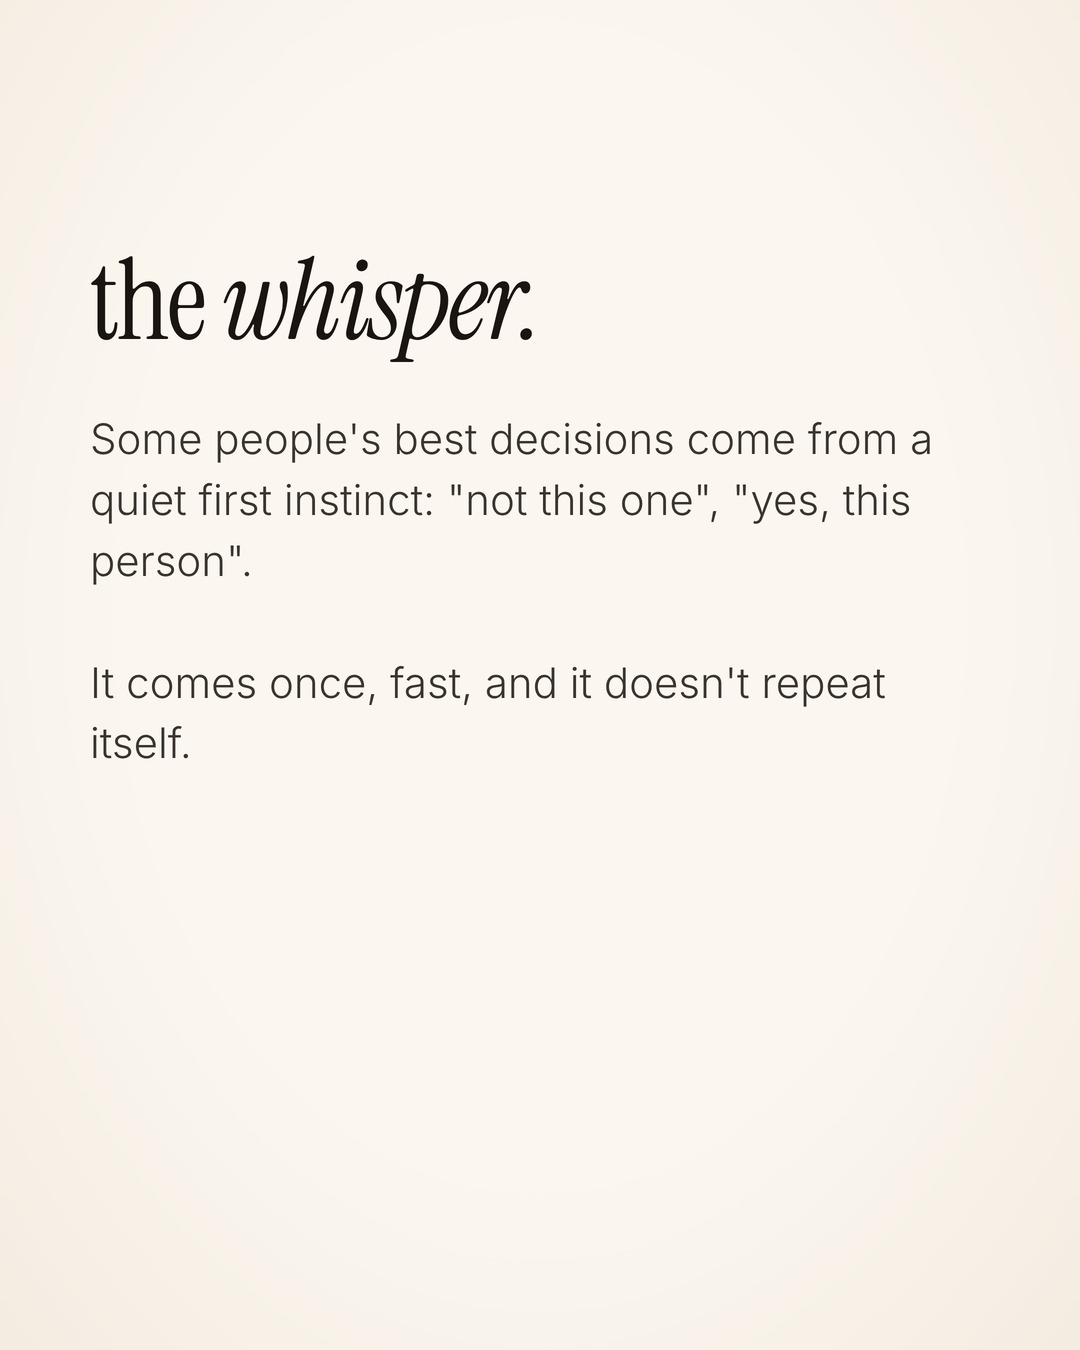 the whisper.
Some people's best decisions come from a
quiet first instinct: "not this one", "yes, this
person".
It comes once, fast, and it doesn't repeat
itself.